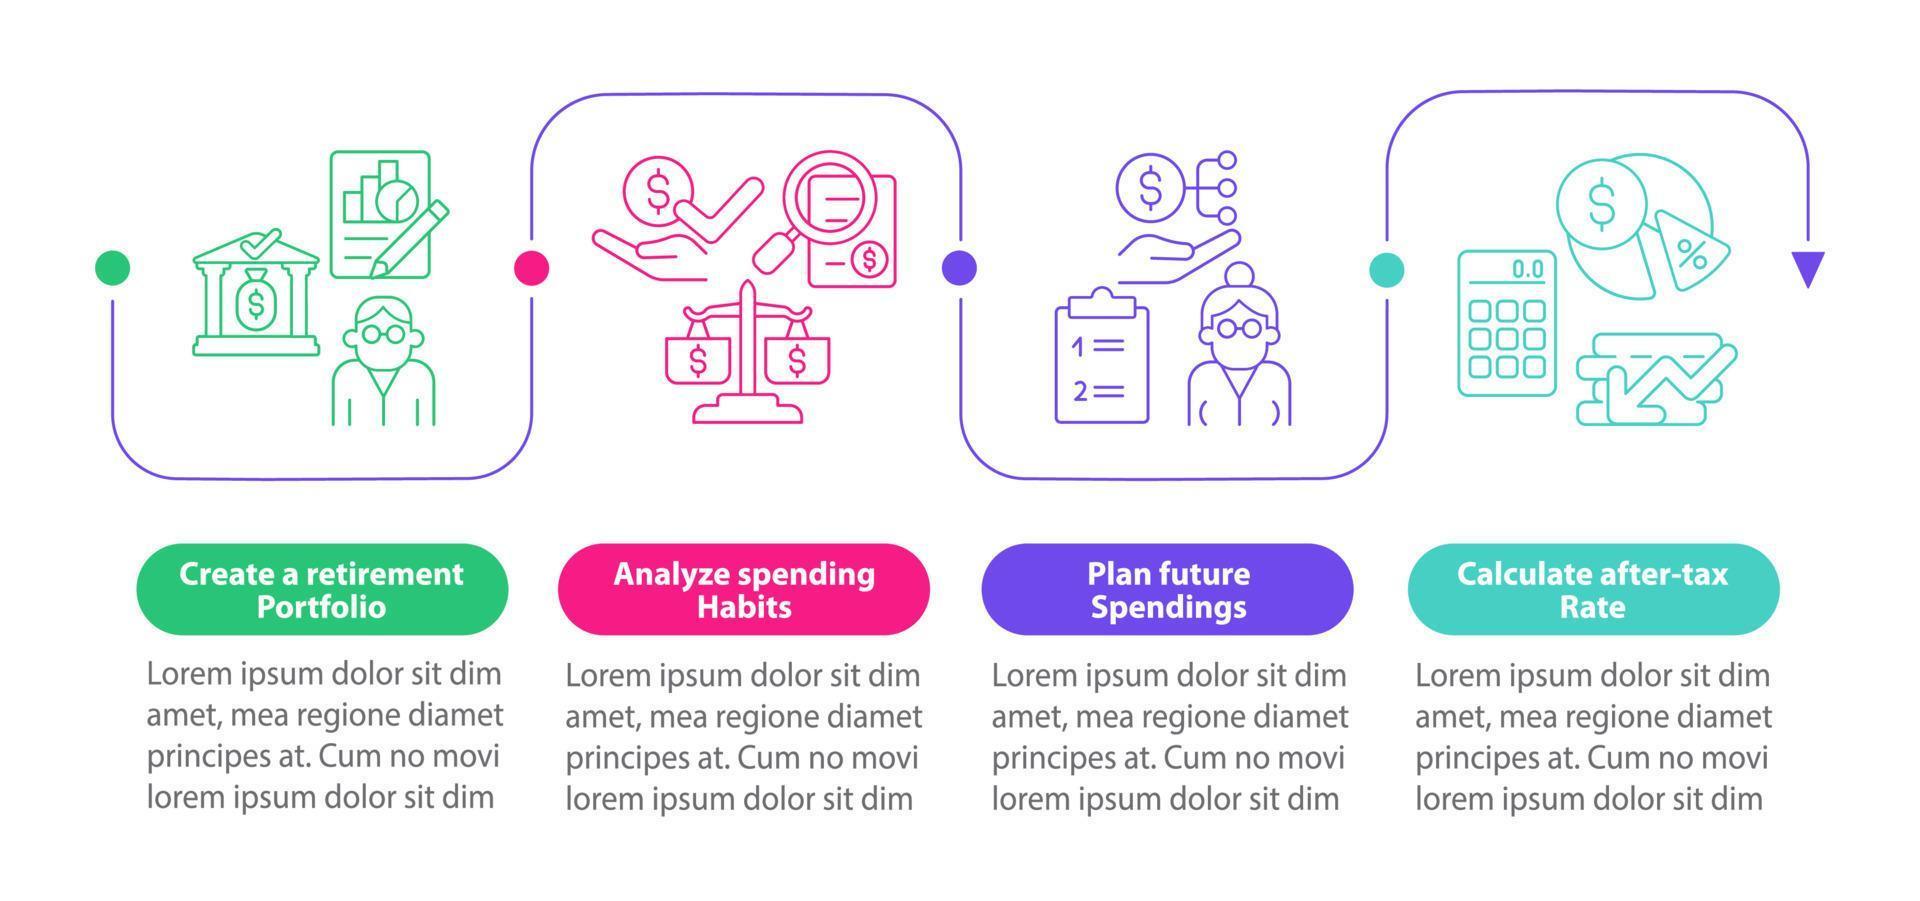 $
$
$
$
$
$
$
1
2
0.0
$
%
Create a retirement
Portfolio
Lorem ipsum dolor sit dim
amet, mea regione diamet
principes at. Cum no movi
lorem ipsum dolor sit dim
Analyze spending
Habits
Lorem ipsum dolor sit dim
amet, mea regione diamet
principes at. Cum no movi
lorem ipsum dolor sit dim
Plan future
Spendings
Lorem ipsum dolor sit dim
amet, mea regione diamet
principes at. Cum no movi
lorem ipsum dolor sit dim
Calculate after-tax
Rate
Lorem ipsum dolor sit dim
amet, mea regione diamet
principes at. Cum no movi
lorem ipsum dolor sit dim